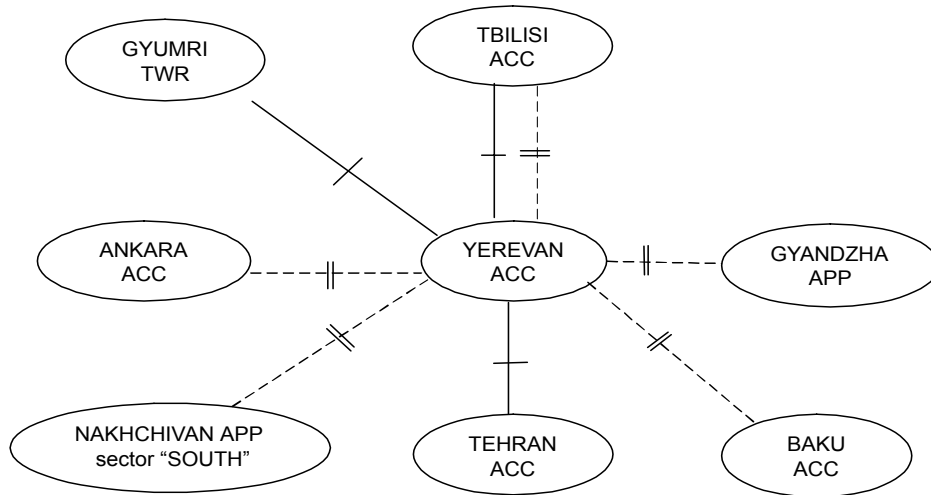 GYUMRI
TWR
TBILISI
ACC
ANKARA
ACC
YEREVAN
ACC
GYANDZHA
APP
NAKHCHIVAN APP
sector “SOUTH”
TEHRAN
ACC
BAKU
ACC